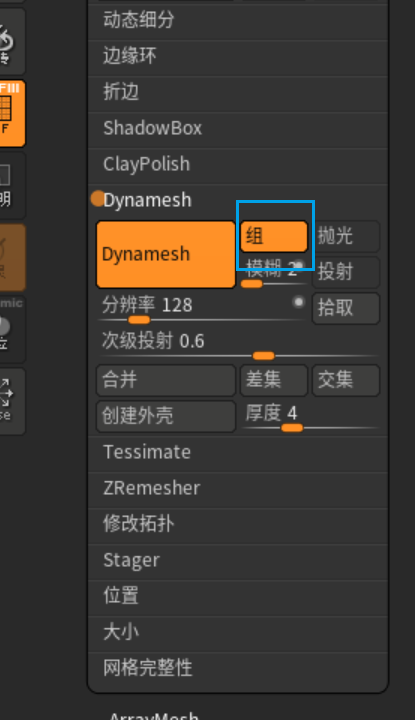 动态细分
边缘环
FIII
折边
F
ShadowBox
ClayPolish
明
Dynamesh
Dynamesh 组 抛光
模糊 2 投射
分辨率 128 拾取
mic
次级投射 0.6
位
合并 差集 交集
se
创建外壳 厚度 4
Tessimate
ZRemesher
修改拓扑
Stager
位置
大小
网格完整性
ArrayMesh